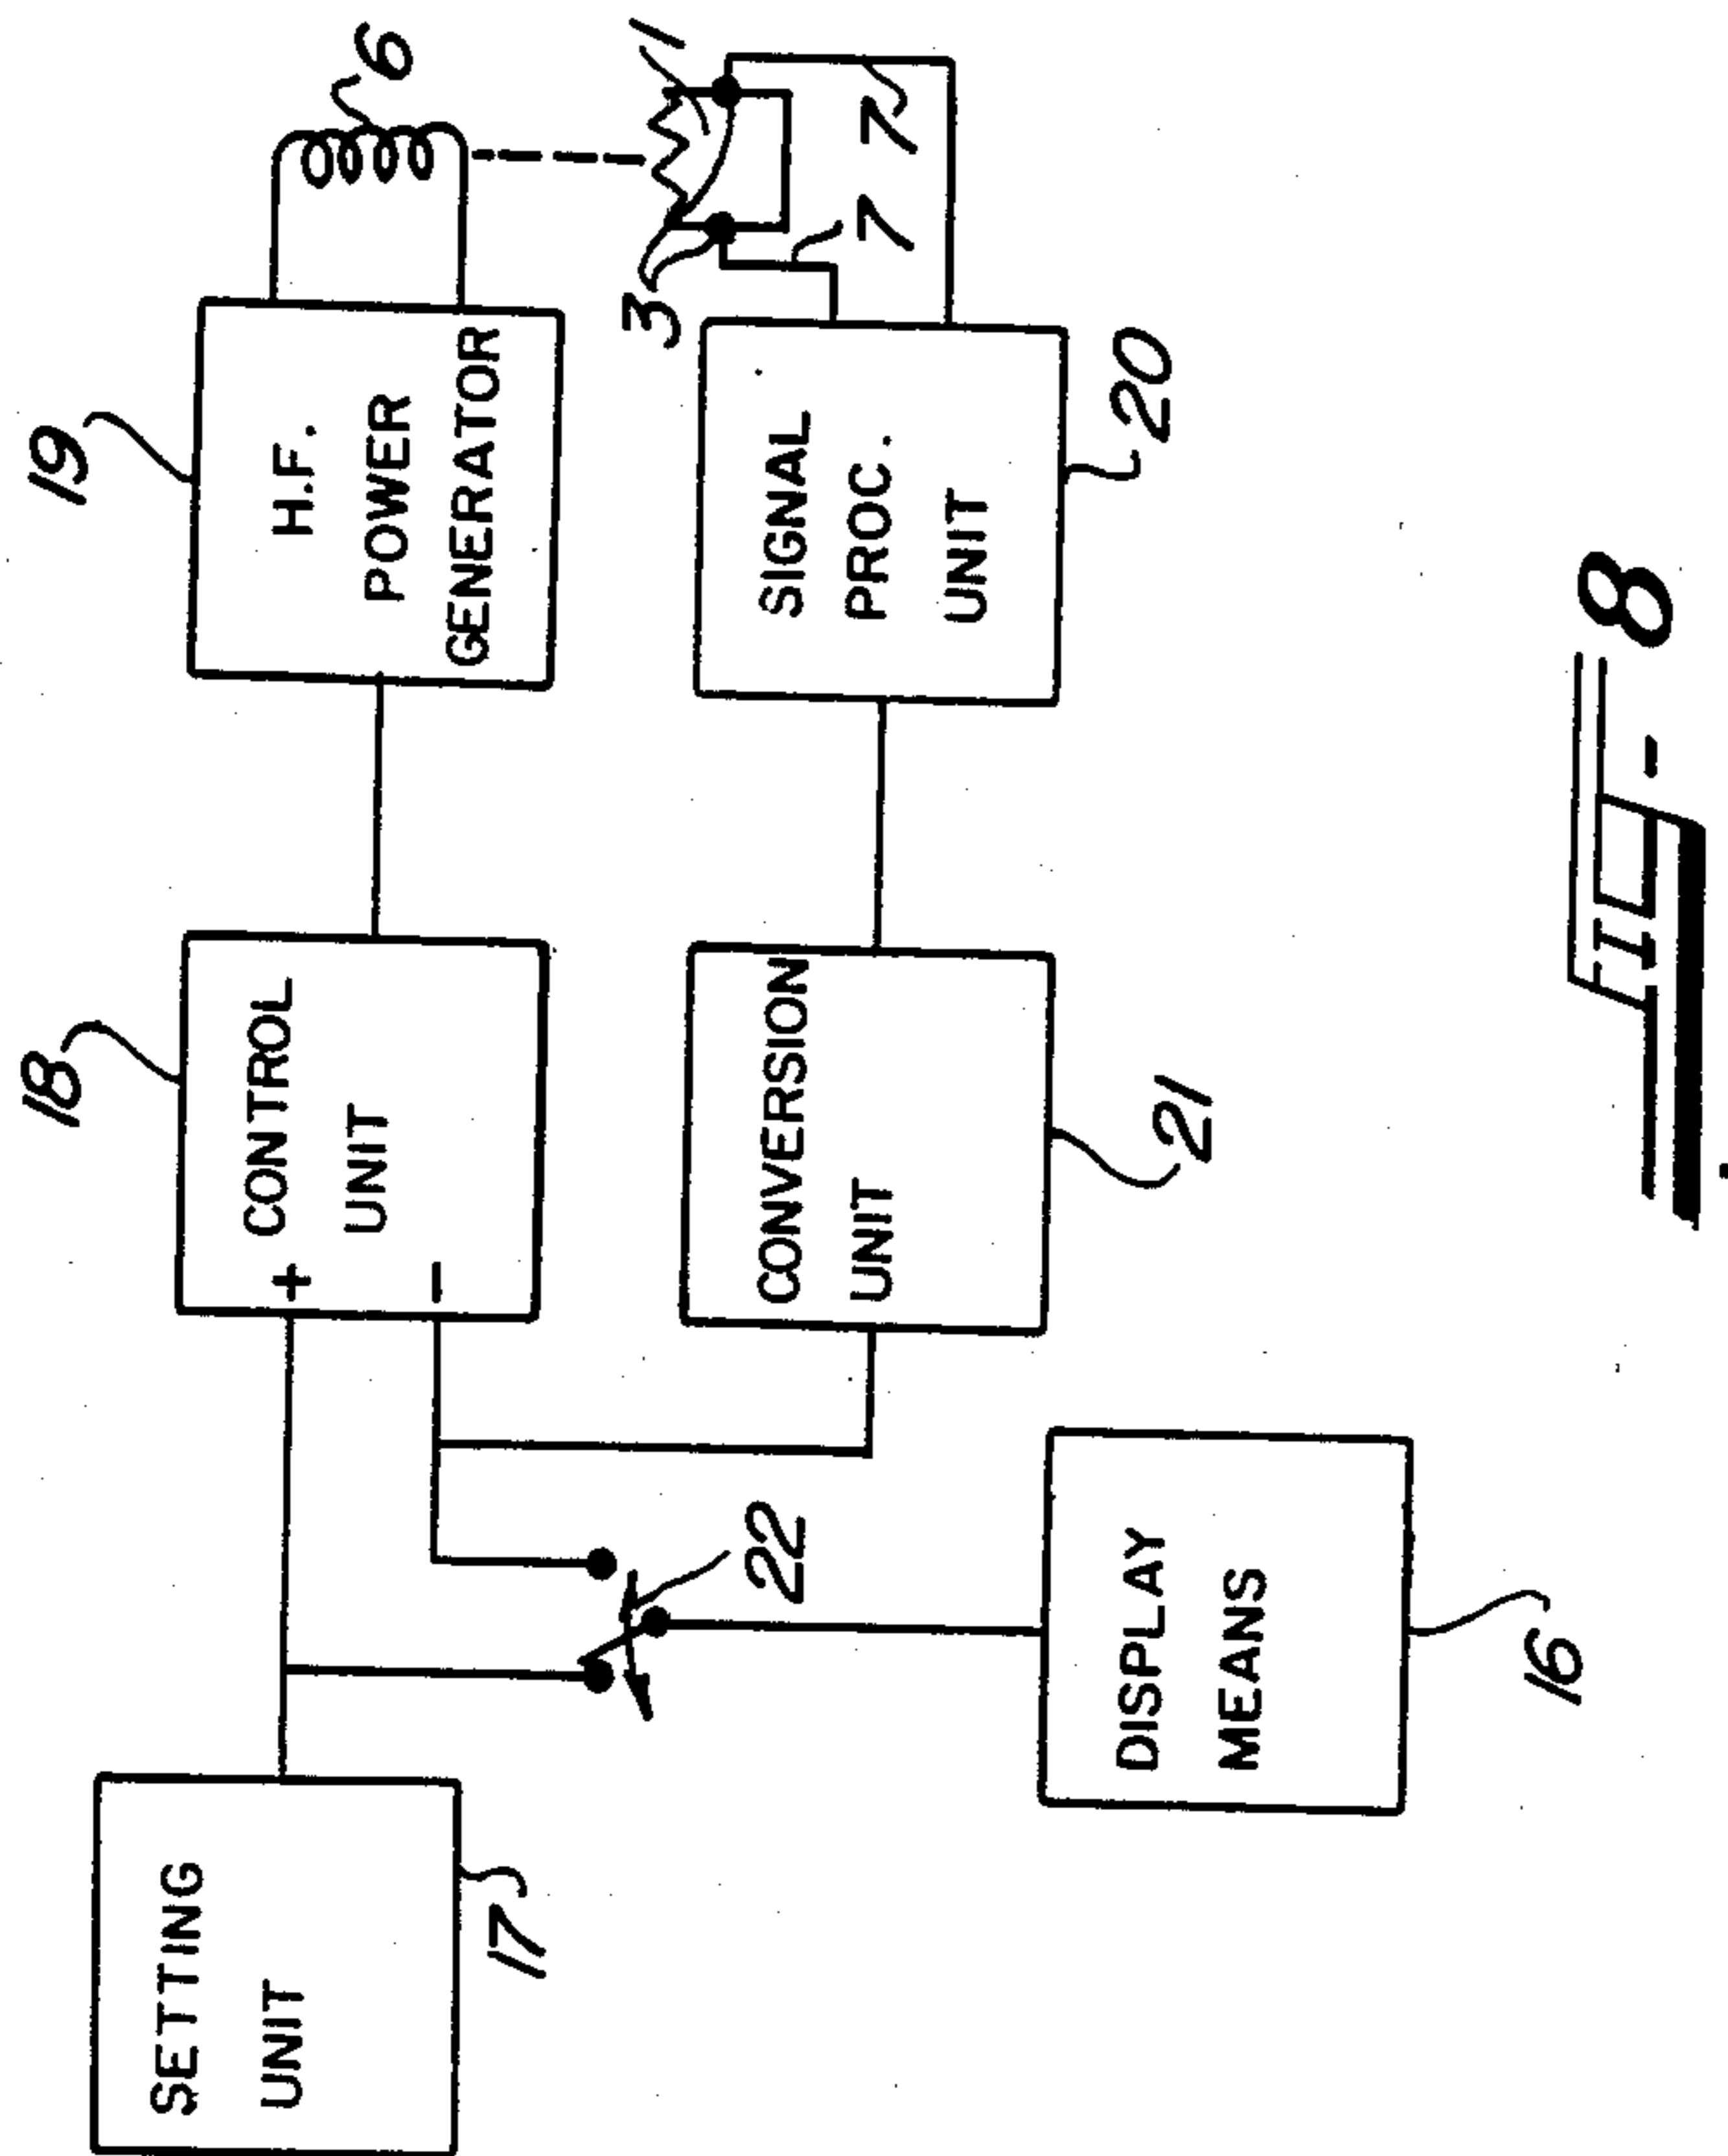 19
H.F.
POWER
GENERATOR
6
18
CONTROL
UNIT
+
-
SETTING
UNIT
17
1
3
7
7
SIGNAL
PROC.
UNIT
20
CONVERSION
UNIT
21
22
DISPLAY
MEANS
16
FIG-8